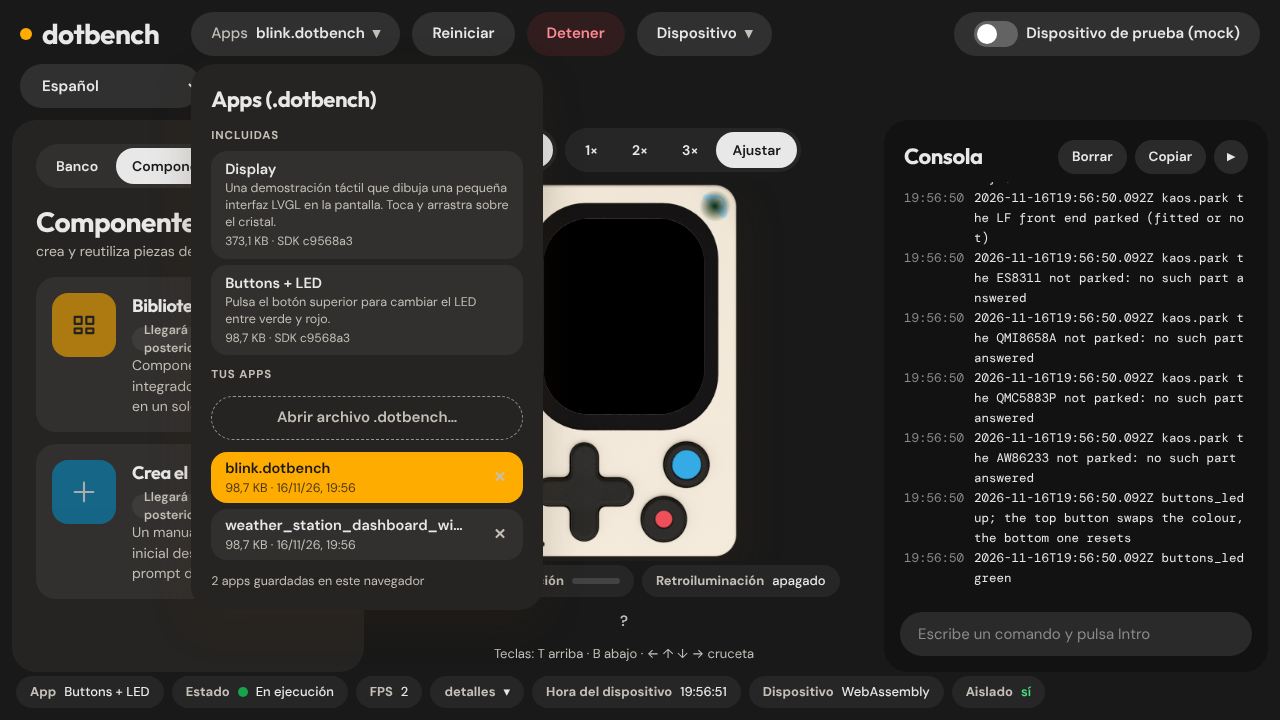 dotbench
Apps blink.dotbench ▾
Reiniciar
Detener
Dispositivo ▾
Dispositivo de prueba (mock)
Español
Apps (.dotbench)
INCLUIDAS
Display
Una demostración táctil que dibuja una pequeña
interfaz LVGL en la pantalla. Toca y arrastra sobre
el cristal.
373,1 KB · SDK c9568a3
Buttons + LED
Pulsa el botón superior para cambiar el LED
entre verde y rojo.
98,7 KB · SDK c9568a3
TUS APPS
Abrir archivo .dotbench…
blink.dotbench ×
98,7 KB · 16/11/26, 19:56
weather_station_dashboard_wi… ×
98,7 KB · 16/11/26, 19:56
2 apps guardadas en este navegador
Banco
Compon
Componente
crea y reutiliza piezas de
Bibliote
Llegará
posterio
Compone
integrado
en un sol
Crea el
Llegará
posterio
Un manua
inicial des
prompt d
1×
2×
3×
Ajustar
ión
Retroiluminación apagado
?
Teclas: T arriba · B abajo · ← ↑ ↓ → cruceta
Consola
Borrar
Copiar
▶
19:56:50 2026-11-16T19:56:50.092Z kaos.park t
he LF front end parked (fitted or no
t)
19:56:50 2026-11-16T19:56:50.092Z kaos.park t
he ES8311 not parked: no such part a
nswered
19:56:50 2026-11-16T19:56:50.092Z kaos.park t
he QMI8658A not parked: no such part
answered
19:56:50 2026-11-16T19:56:50.092Z kaos.park t
he QMC5883P not parked: no such part
answered
19:56:50 2026-11-16T19:56:50.092Z kaos.park t
he AW86233 not parked: no such part
answered
19:56:50 2026-11-16T19:56:50.092Z buttons_led
up; the top button swaps the colour,
the bottom one resets
19:56:50 2026-11-16T19:56:50.092Z buttons_led
green
Escribe un comando y pulsa Intro
App Buttons + LED
Estado En ejecución
FPS 2
detalles ▾
Hora del dispositivo 19:56:51
Dispositivo WebAssembly
Aislado sí